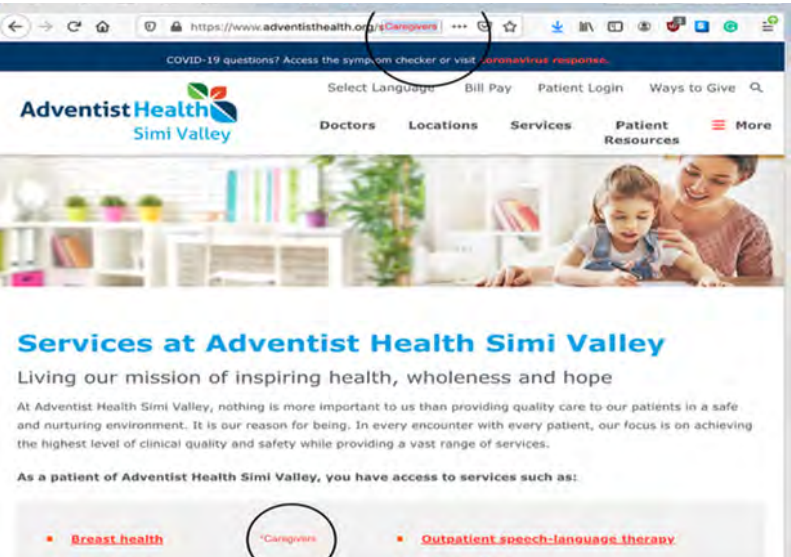 https://www.adventisthealth.org/sCaregivers
COVID-19 questions? Access the symptom checker or visit coronavirus response.
Select Language Bill Pay Patient Login Ways to Give
AdventistHealth
Simi Valley
Doctors Locations Services Patient Resources More
Services at Adventist Health Simi Valley
Living our mission of inspiring health, wholeness and hope
At Adventist Health Simi Valley, nothing is more important to us than providing quality care to our patients in a safe
and nurturing environment. It is our reason for being. In every encounter with every patient, our focus is on achieving
the highest level of clinical quality and safety while providing a vast range of services.
As a patient of Adventist Health Simi Valley, you have access to services such as:
Breast health
*Caregivers
Outpatient speech-language therapy